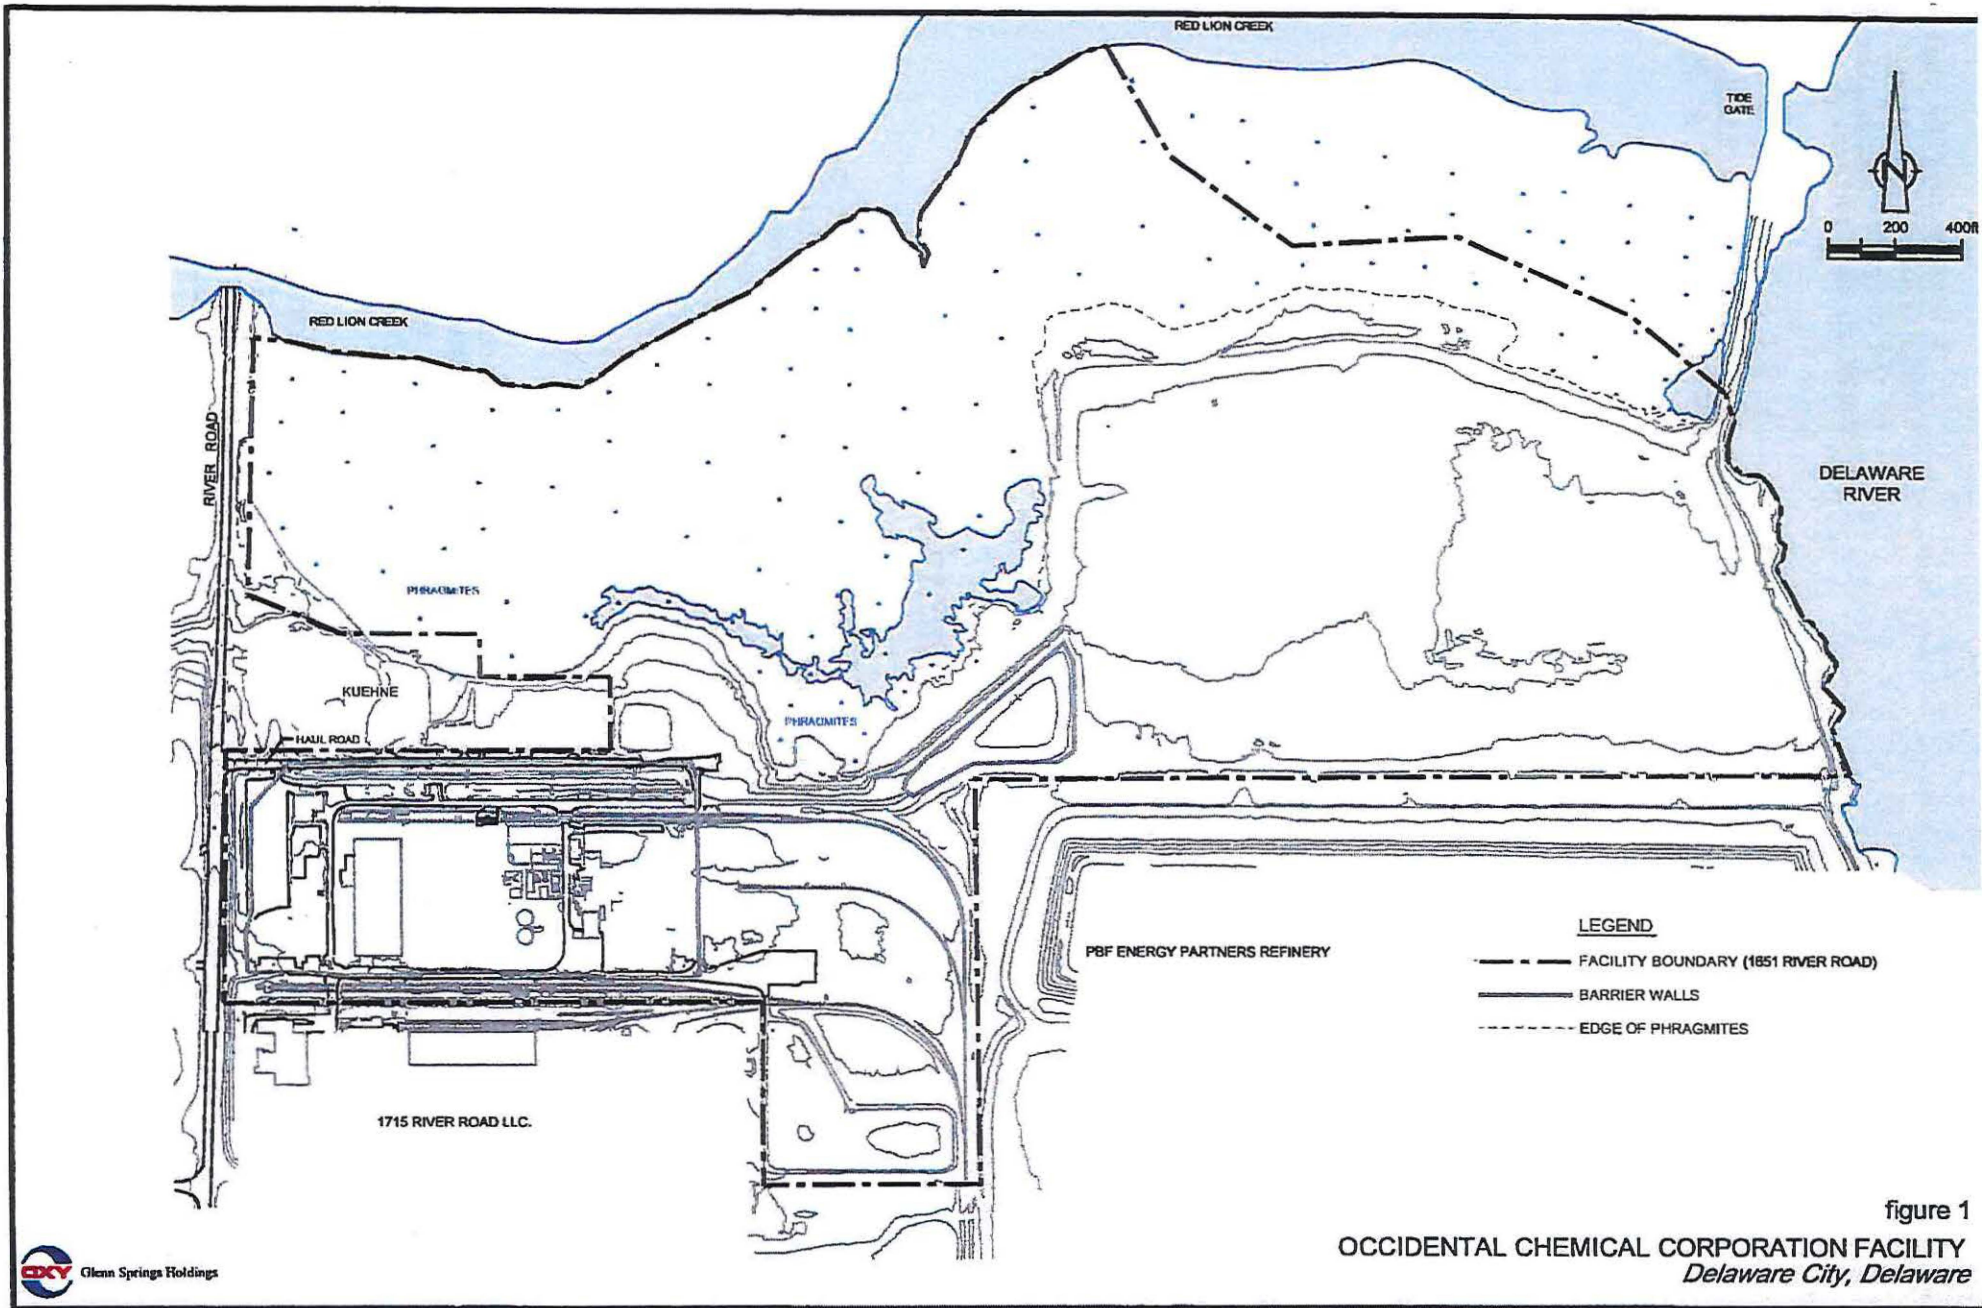 RED LION CREEK
TIDE
GATE
N
0 200 400ft
RED LION CREEK
RIVER ROAD
DELAWARE
RIVER
PHRAGMITES
KUEHNE
PHRAGMITES
HAUL ROAD
PBF ENERGY PARTNERS REFINERY
LEGEND
FACILITY BOUNDARY (1651 RIVER ROAD)
BARRIER WALLS
EDGE OF PHRAGMITES
1715 RIVER ROAD LLC.
figure 1
OCCIDENTAL CHEMICAL CORPORATION FACILITY
Delaware City, Delaware
OXY Glenn Springs Holdings